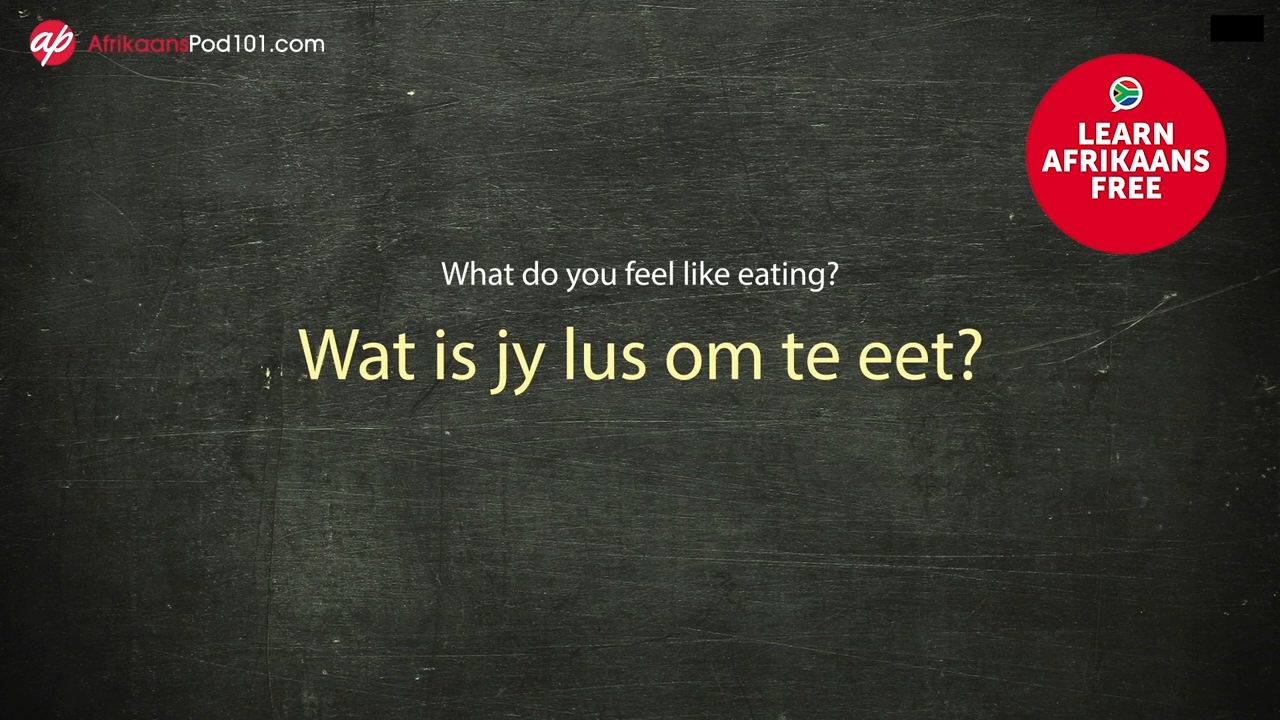 ap AfrikaansPod101.com
LEARN
AFRIKAANS
FREE
What do you feel like eating?
Wat is jy lus om te eet?